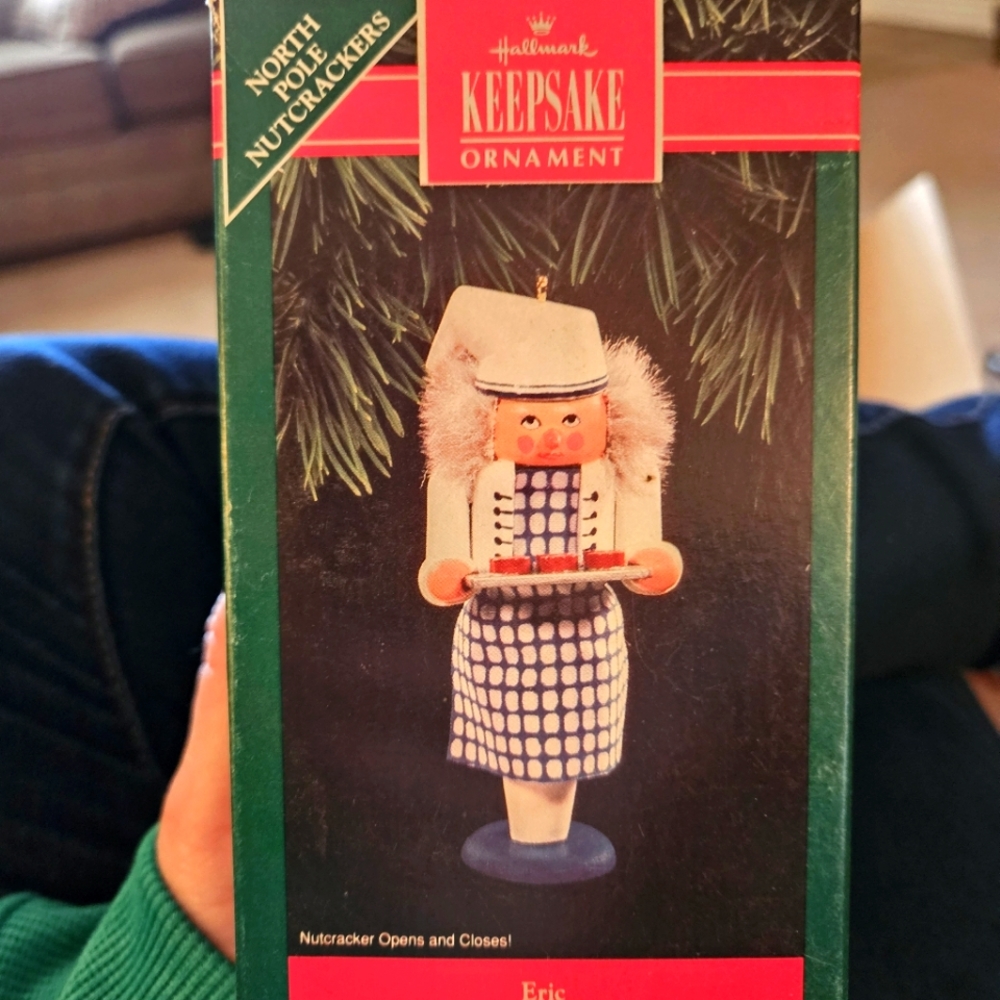 NORTH
POLE
NUTCRACKERS
Hallmark
KEEPSAKE
ORNAMENT
Nutcracker Opens and Closes!
Eric